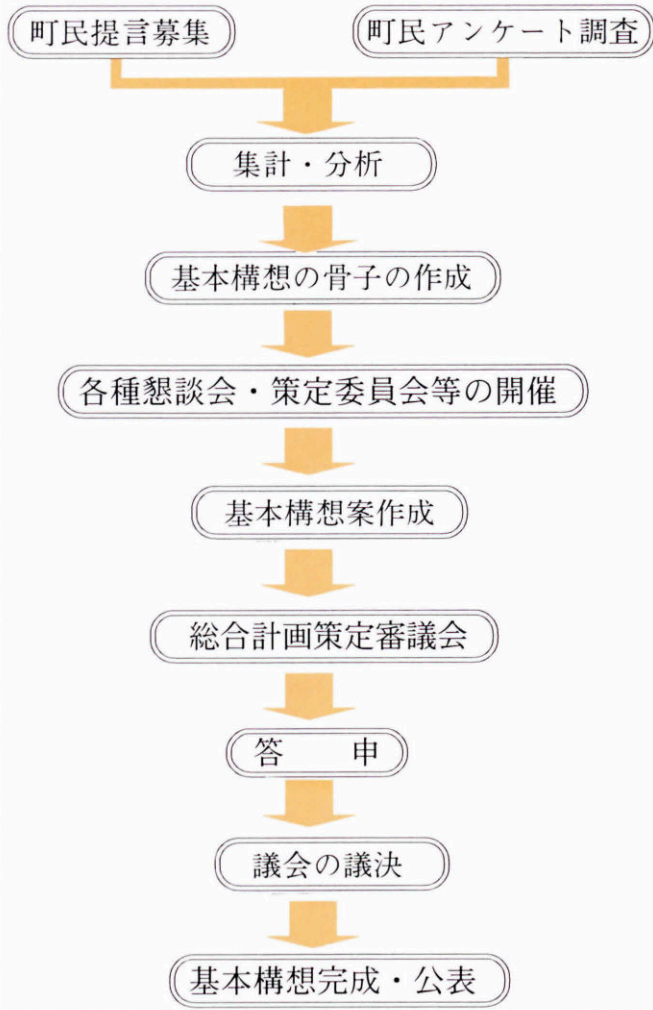 町民提言募集
町民アンケート調査
集計・分析
基本構想の骨子の作成
各種懇談会・策定委員会等の開催
基本構想案作成
総合計画策定審議会
答　　申
議会の議決
基本構想完成・公表